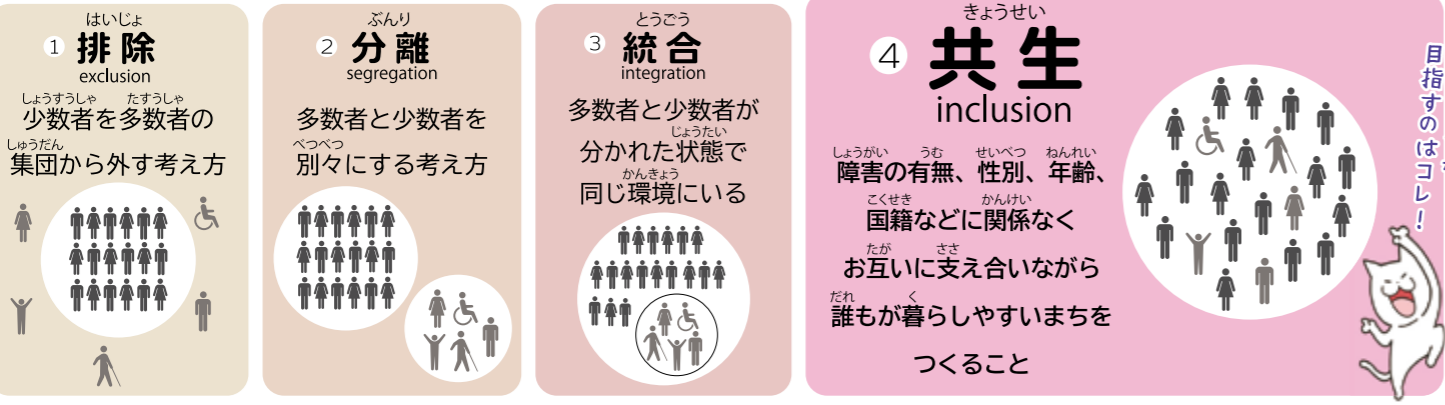 はいじょ
① 排除
exclusion
しょうすうしゃ たすうしゃ
少数者を多数者の
しゅうだん
集団から外す考え方
ぶんり
② 分離
segregation
多数者と少数者を
べつべつ
別々にする考え方
とうごう
③ 統合
integration
多数者と少数者が
じょうたい
分かれた状態で
かんきょう
同じ環境にいる
きょうせい
④ 共生
inclusion
しょうがい うむ せいべつ ねんれい
障害の有無、性別、年齢、
こくせき かんけい
国籍などに関係なく
たが ささ
お互いに支え合いながら
だれ く
誰もが暮らしやすいまちを
つくること
目指すのはコレ!